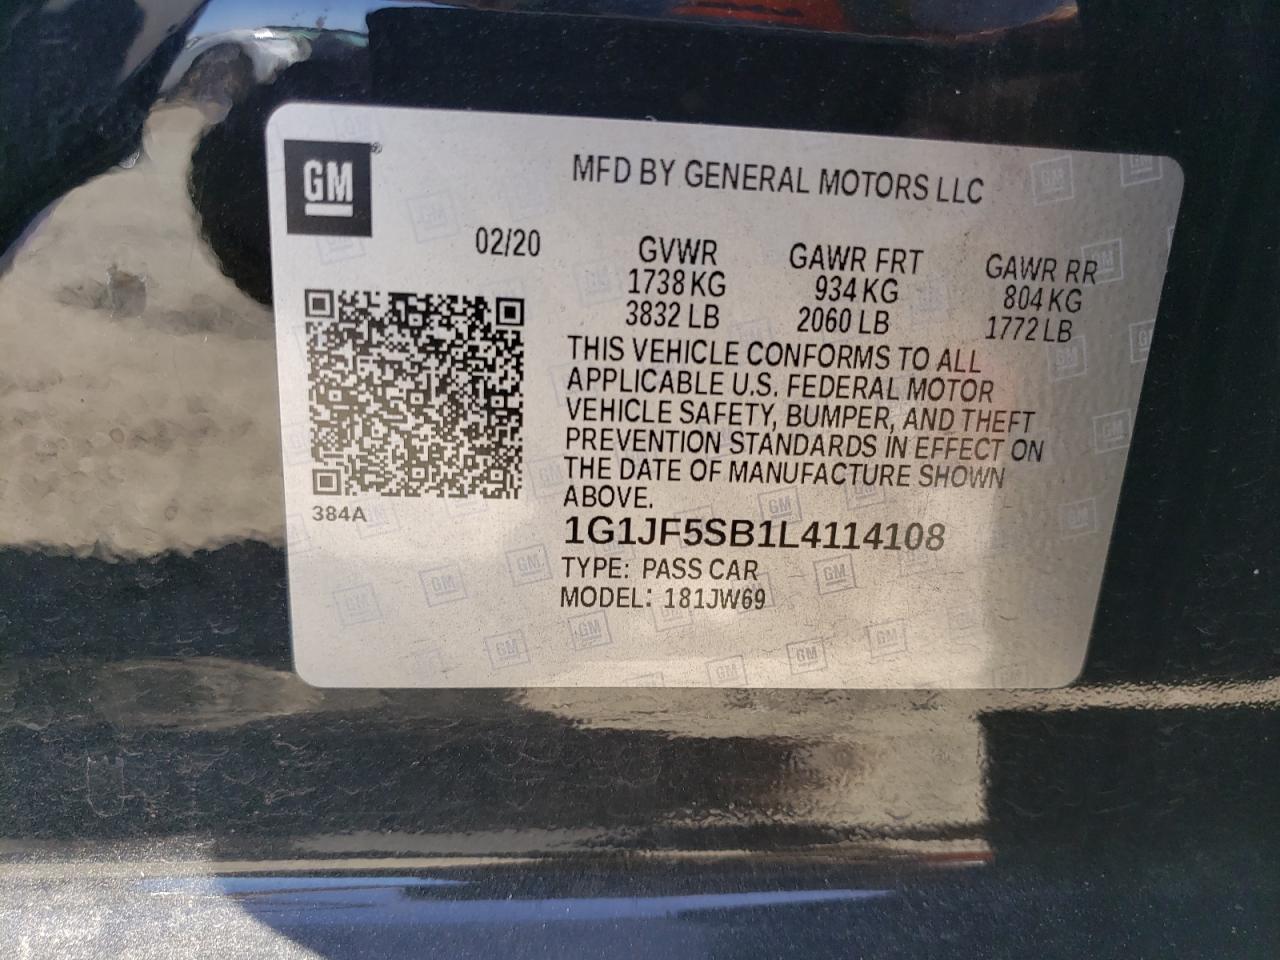 GM®
MFD BY GENERAL MOTORS LLC
02/20
GVWR GAWR FRT GAWR RR
1738 KG 934 KG 804 KG
3832 LB 2060 LB 1772 LB
THIS VEHICLE CONFORMS TO ALL
APPLICABLE U.S. FEDERAL MOTOR
VEHICLE SAFETY, BUMPER, AND THEFT
PREVENTION STANDARDS IN EFFECT ON
THE DATE OF MANUFACTURE SHOWN
ABOVE.
384A
1G1JF5SB1L4114108
TYPE: PASS CAR
MODEL: 181JW69